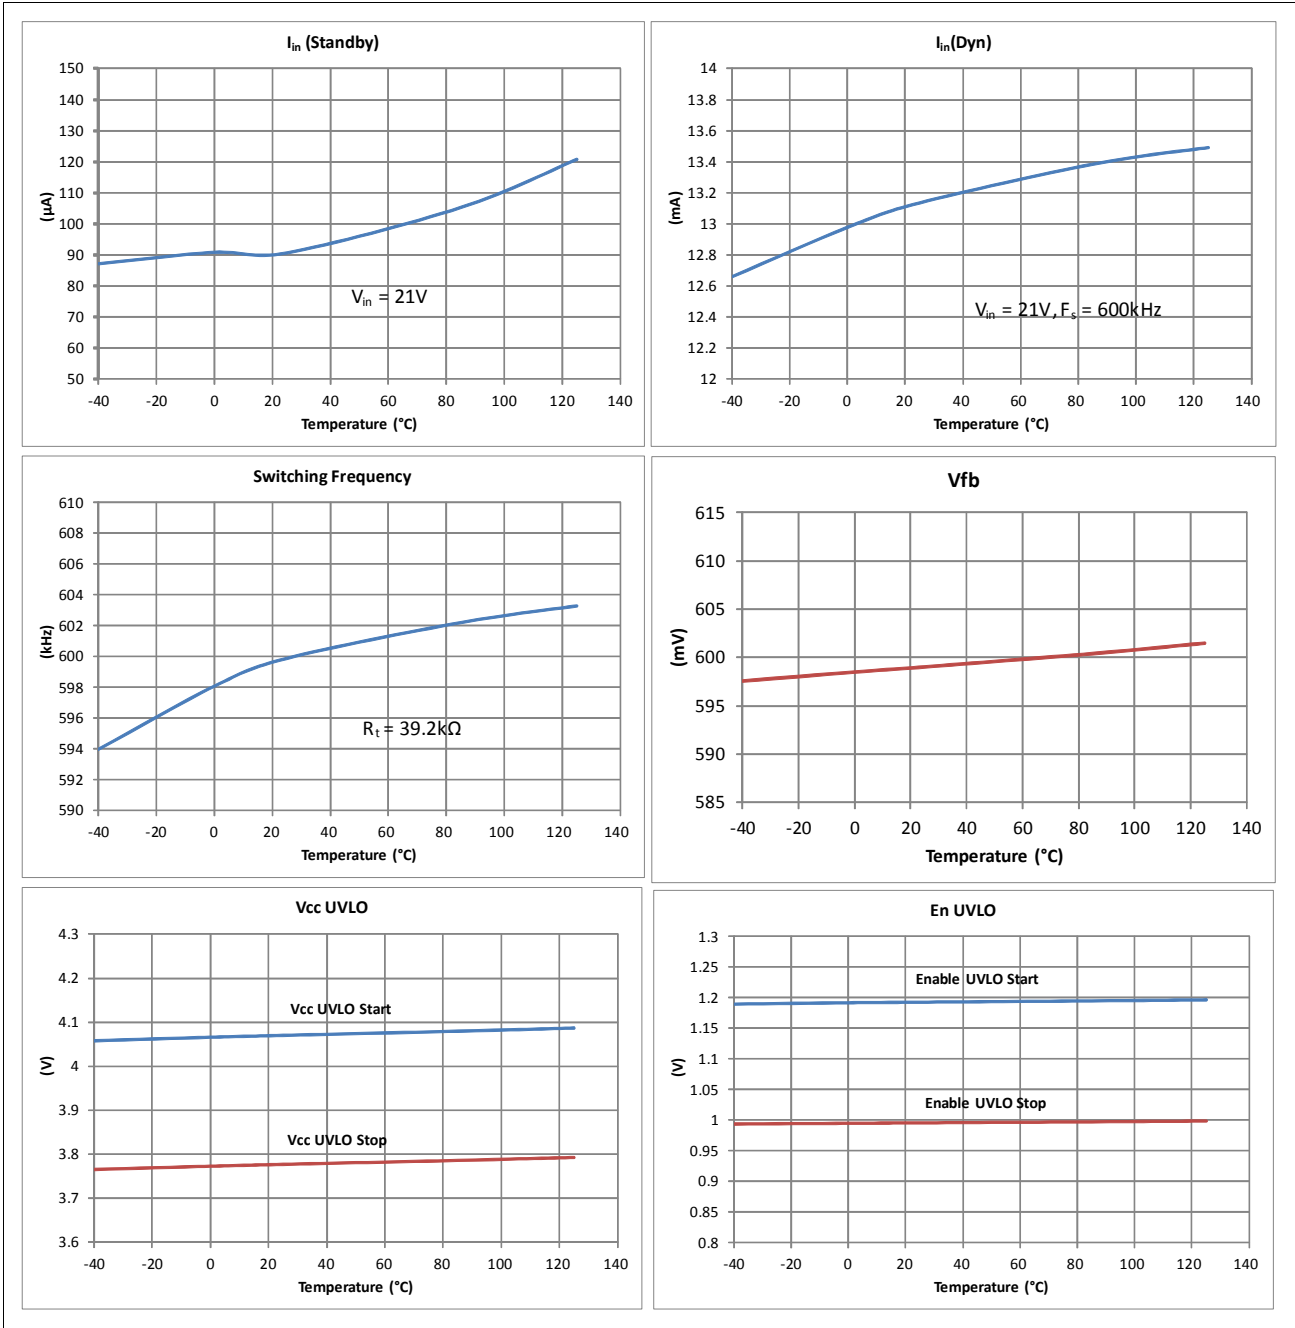 I_in (Standby)
150
140
130
120
110
100
90
80
70
60
50
(µA)
V_in = 21V
-40 -20 0 20 40 60 80 100 120 140
Temperature (°C)
I_in(Dyn)
14
13.8
13.6
13.4
13.2
13
12.8
12.6
12.4
12.2
12
(mA)
V_in = 21V, F_s = 600kHz
-40 -20 0 20 40 60 80 100 120 140
Temperature (°C)
Switching Frequency
610
608
606
604
602
600
598
596
594
592
590
(kHz)
R_t = 39.2kΩ
-40 -20 0 20 40 60 80 100 120 140
Temperature (°C)
Vfb
615
610
605
600
595
590
585
(mV)
-40 -20 0 20 40 60 80 100 120 140
Temperature (°C)
Vcc UVLO
4.3
4.2
4.1
4
3.9
3.8
3.7
3.6
(V)
Vcc UVLO Start
Vcc UVLO Stop
-40 -20 0 20 40 60 80 100 120 140
Temperature (°C)
En UVLO
1.3
1.25
1.2
1.15
1.1
1.05
1
0.95
0.9
0.85
0.8
(V)
Enable UVLO Start
Enable UVLO Stop
-40 -20 0 20 40 60 80 100 120 140
Temperature (°C)